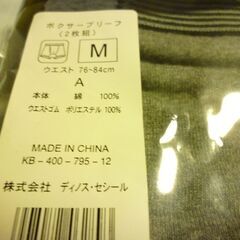 ボクサーブリーフ
(2枚組)
M
ウエスト 76~84cm
A
本体 綿 100%
ウエストゴム ポリエステル 100%
MADE IN CHINA
KB-400-795-12
株式会社 ディノス・セシール